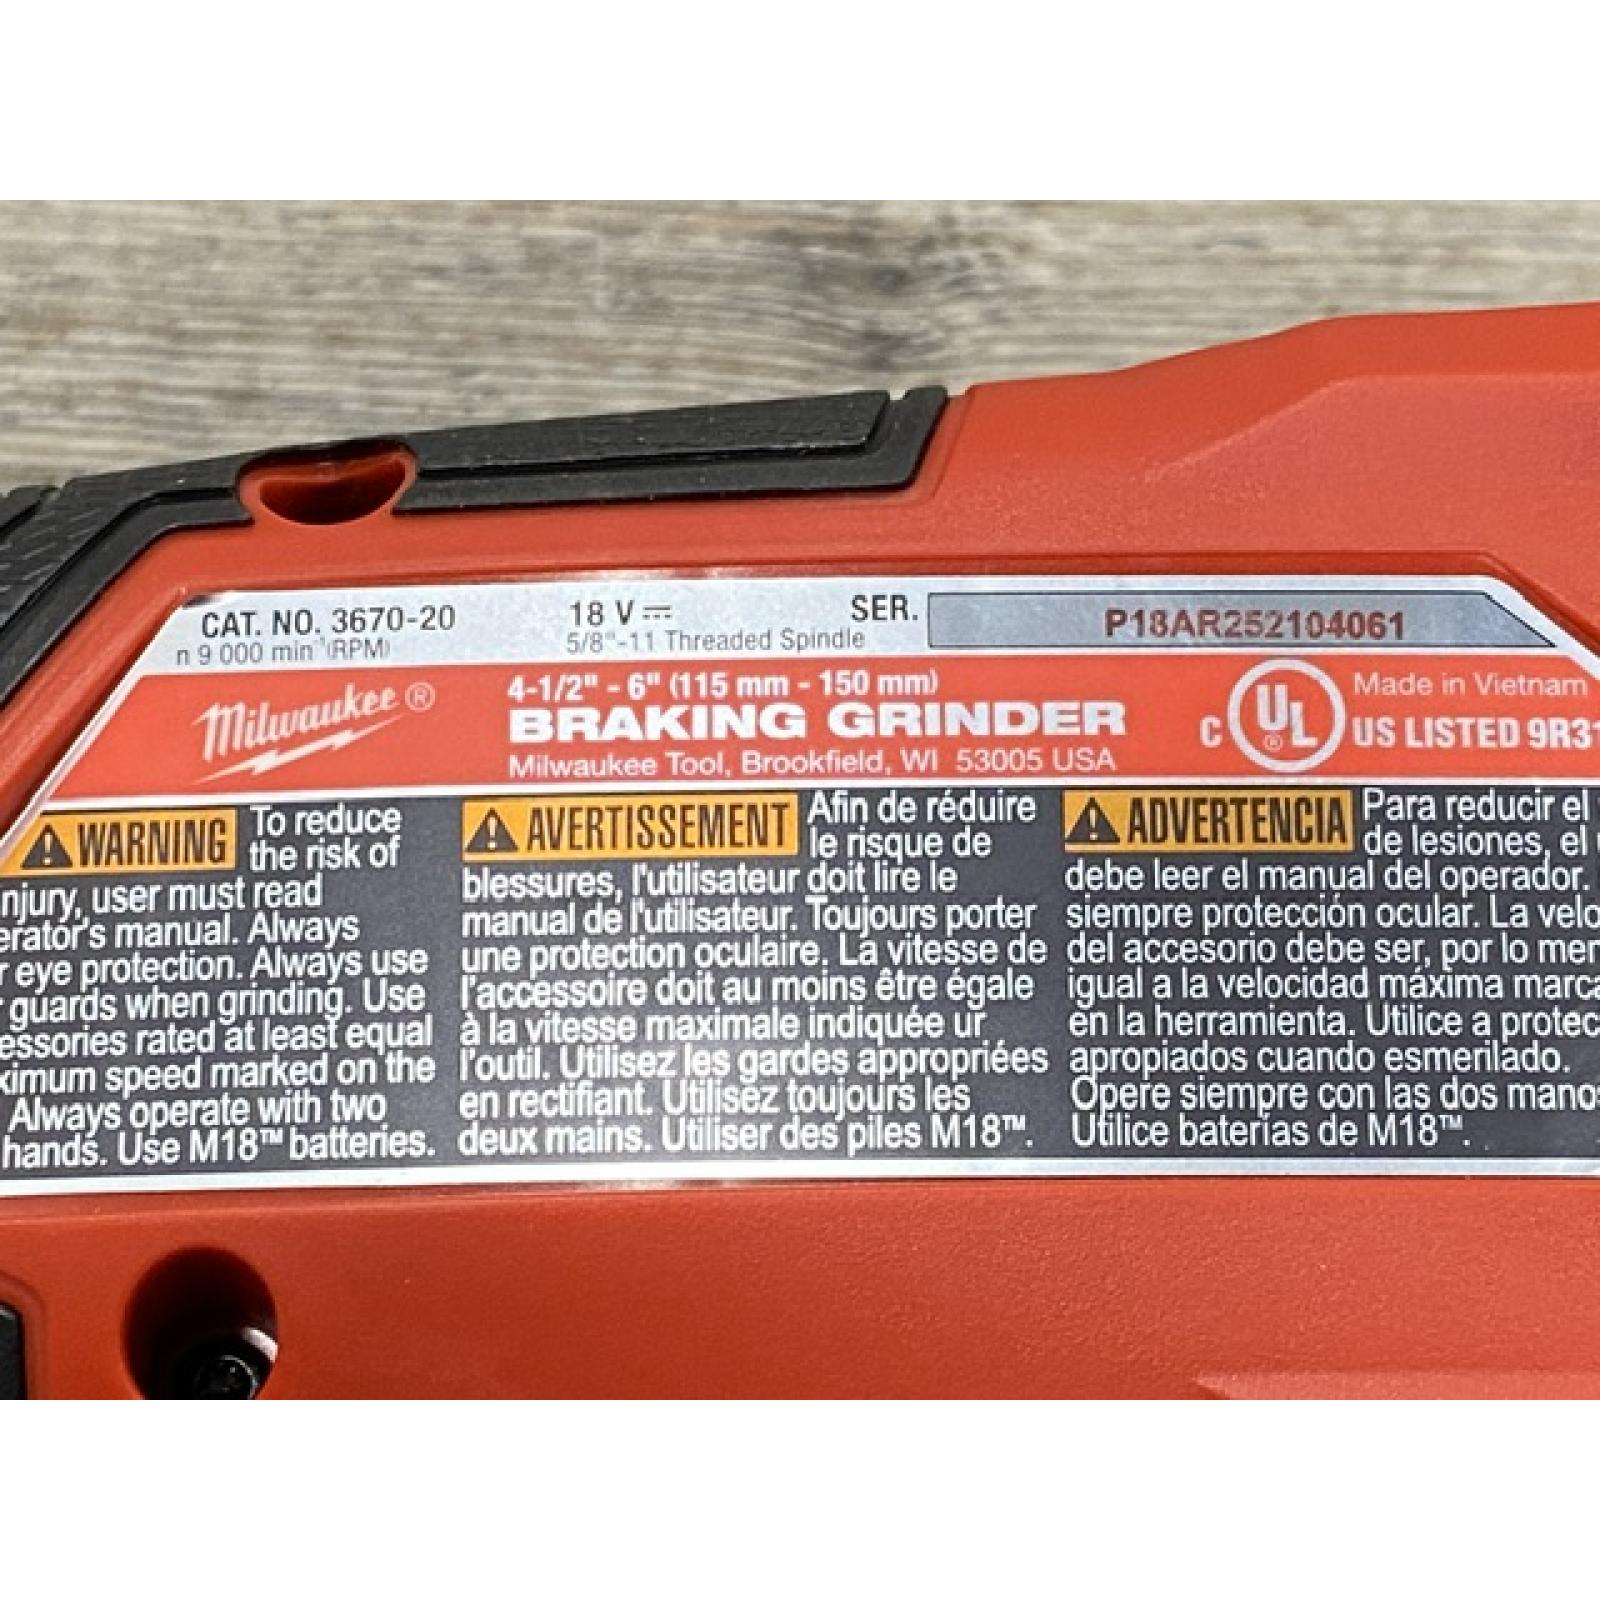 CAT. NO. 3670-20 18 V SER. P18AR252104061
n 9 000 min⁻¹(RPM) 5/8"-11 Threaded Spindle
Milwaukee®
4-1/2" - 6" (115 mm - 150 mm)
BRAKING GRINDER
Milwaukee Tool, Brookfield, WI 53005 USA
C UL® US LISTED 9R31
Made in Vietnam
WARNING To reduce
the risk of
njury, user must read
erator's manual. Always
r eye protection. Always use
guards when grinding. Use
essories rated at least equal
ximum speed marked on the
Always operate with two
hands. Use M18™ batteries.
AVERTISSEMENT Afin de réduire
le risque de
blessures, l'utilisateur doit lire le
manual de l'utilisateur. Toujours porter
une protection oculaire. La vitesse de
l'accessoire doit au moins être égale
à la vitesse maximale indiquée ur
l'outil. Utilisez les gardes appropriées
en rectifiant. Utilisez toujours les
deux mains. Utiliser des piles M18™.
ADVERTENCIA Para reducir el
de lesiones, el
debe leer el manual del operador.
siempre protección ocular. La velo
del accesorio debe ser, por lo men
igual a la velocidad máxima marca
en la herramienta. Utilice a protec
apropiados cuando esmerilado.
Opere siempre con las dos mano
Utilice baterías de M18™.